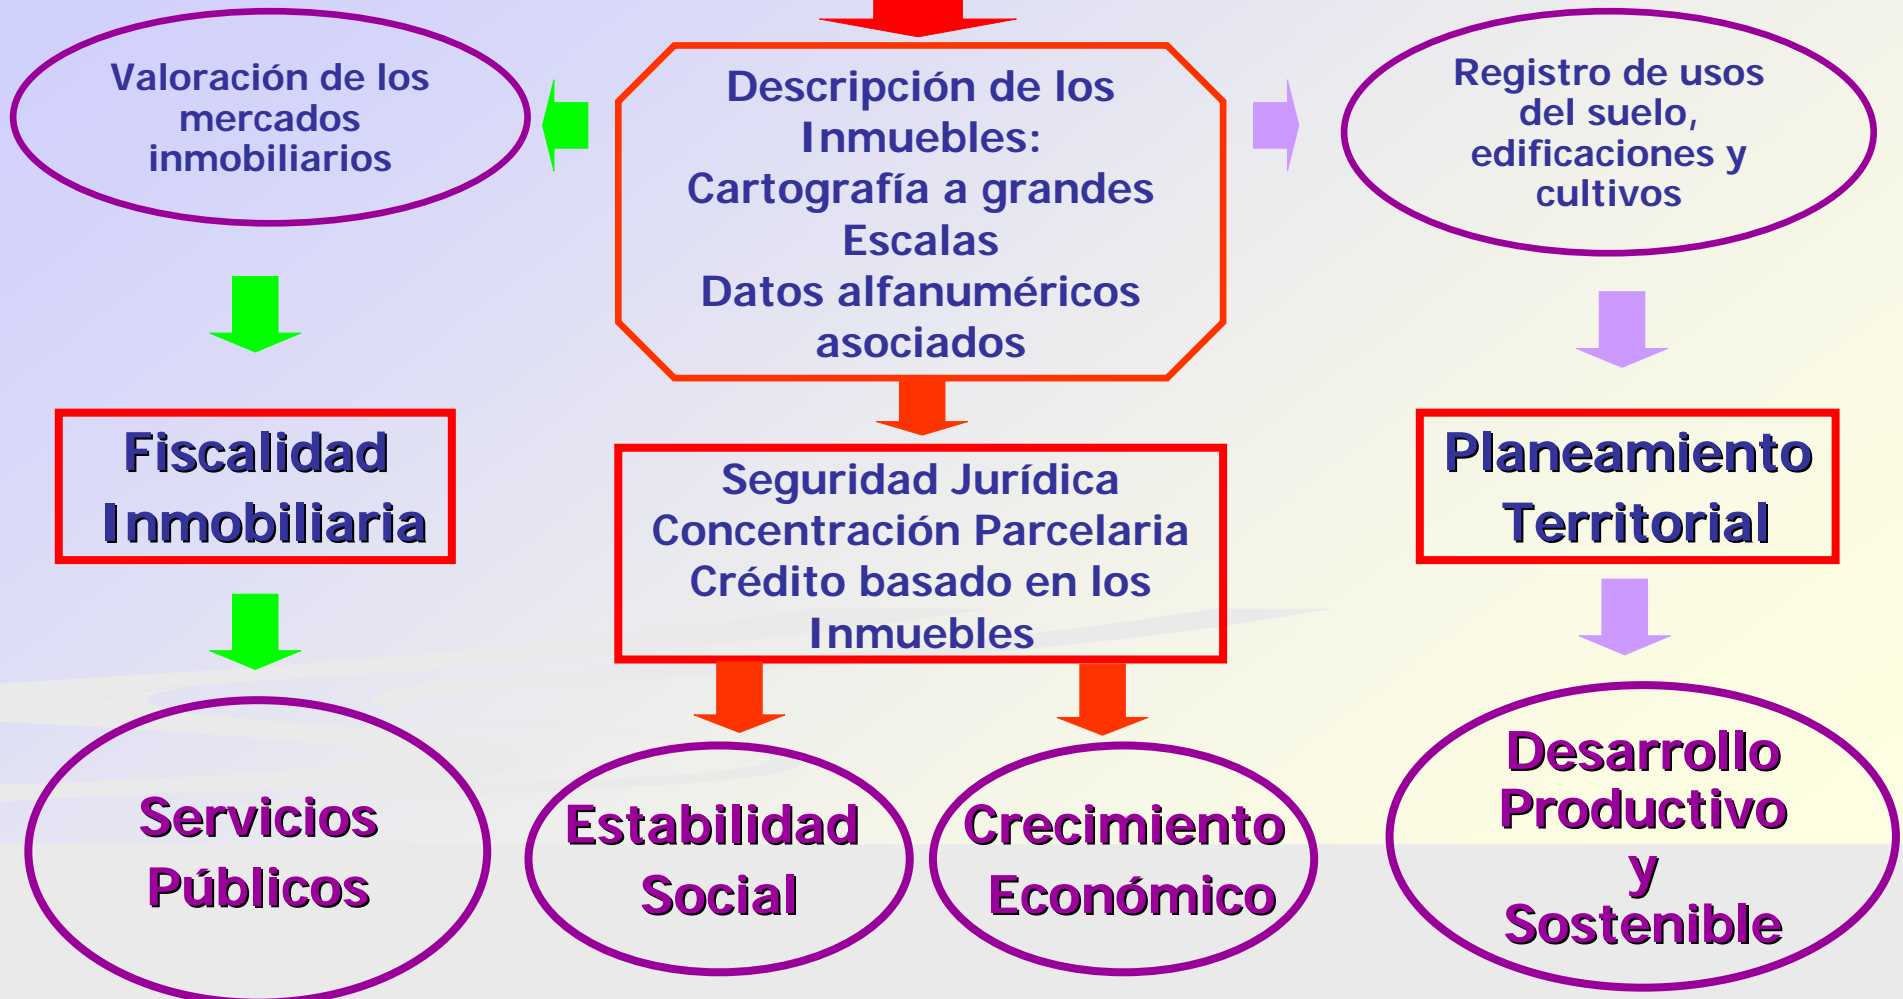 Valoración de los
mercados
inmobiliarios
Descripción de los
Inmuebles:
Cartografía a grandes
Escalas
Datos alfanuméricos
asociados
Registro de usos
del suelo,
edificaciones y
cultivos
Fiscalidad
Inmobiliaria
Seguridad Jurídica
Concentración Parcelaria
Crédito basado en los
Inmuebles
Planeamiento
Territorial
Servicios
Públicos
Estabilidad
Social
Crecimiento
Económico
Desarrollo
Productivo
y
Sostenible